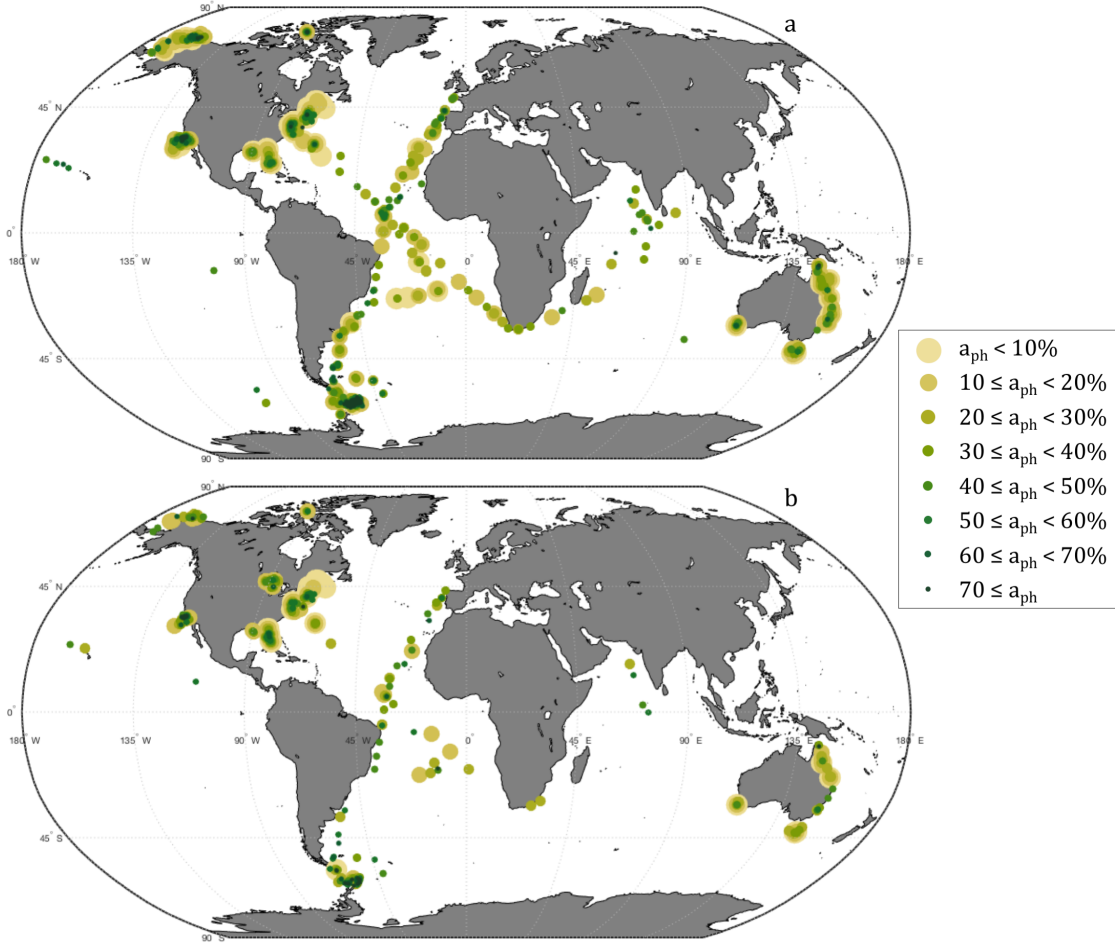 90° N
a
45° N
0°
180° W
135° W
90° W
45° W
0°
45° E
90° E
135° E
180° E
45° S
90° S
a_ph < 10%
10 ≤ a_ph < 20%
20 ≤ a_ph < 30%
30 ≤ a_ph < 40%
40 ≤ a_ph < 50%
50 ≤ a_ph < 60%
60 ≤ a_ph < 70%
70 ≤ a_ph
90° N
b
45° N
0°
180° W
135° W
90° W
45° W
0°
45° E
90° E
135° E
180° E
45° S
90° S